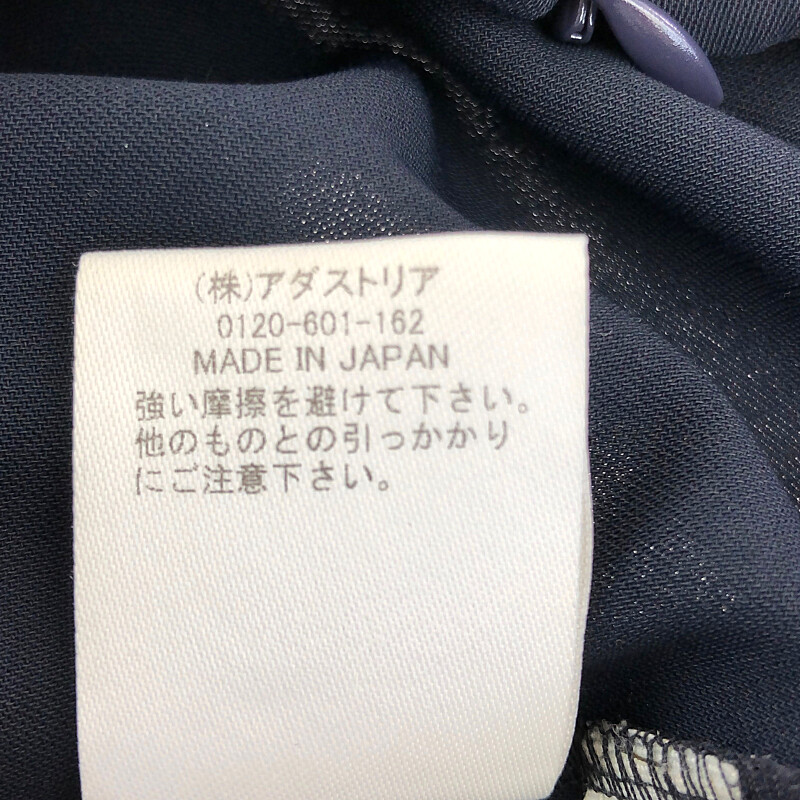 (株)アダストリア
0120-601-162
MADE IN JAPAN
強い摩擦を避けて下さい。
他のものとの引っかかり
にご注意下さい。